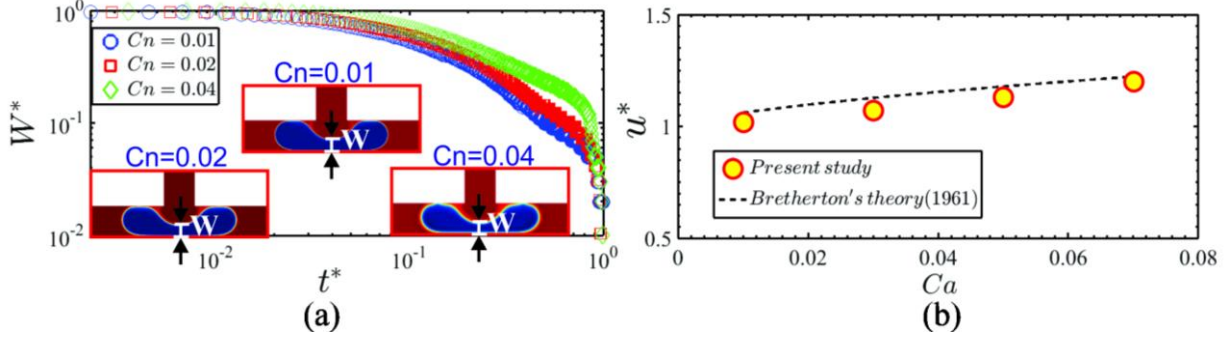 10^0
10^-1
10^-2
W*
Cn = 0.01
Cn = 0.02
Cn = 0.04
Cn=0.01
W
Cn=0.02
W
Cn=0.04
W
10^-2
10^-1
10^0
t*
(a)
1.5
1
0.5
u*
Present study
Bretherton's theory(1961)
0
0.02
0.04
0.06
0.08
Ca
(b)